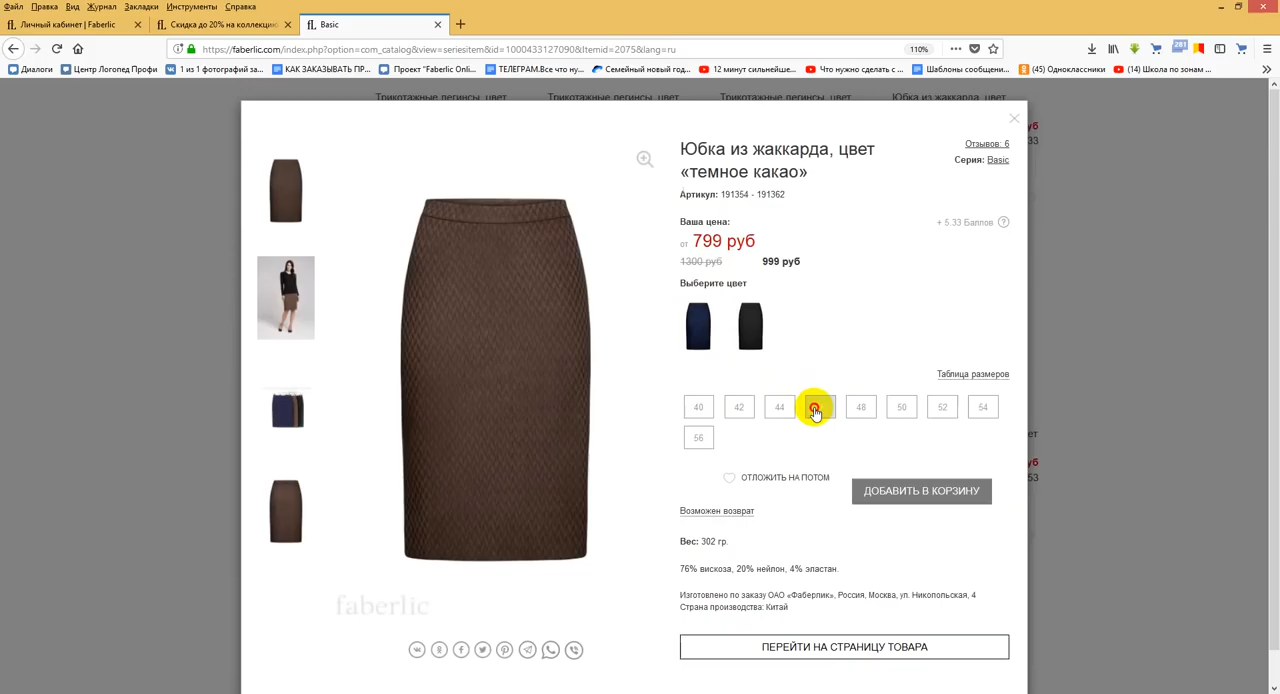 Файл Правка Вид Журнал Закладки Инструменты Справка
fl. Личный кабинет | Faberlic
fl. Скидка до 20% на коллекцию
fl. Basic
https://faberlic.com/index.php?option=com_catalog&view=seriesitem&id=1000433127090&Itemid=2075&lang=ru
110%
281
Диалоги
Центр Логопед Профи
1 из 1 фотографий за...
КАК ЗАКАЗЫВАТЬ ПР...
Проект "Faberlic Onli...
ТЕЛЕГРАМ.Все что ну...
Семейный новый год...
12 минут сильнейше...
Что нужно сделать с ...
Шаблоны сообщени...
(45) Одноклассники
(14) Школа по зонам ...
Трикотажные легинсы, цвет
Трикотажные легинсы, цвет
Трикотажные легинсы, цвет
Юбка из жаккарда, цвет
Юбка из жаккарда, цвет
«темное какао»
Отзывов: 6
Серия: Basic
Артикул: 191354 - 191362
Ваша цена:
от 799 руб
+ 5.33 Баллов
1300 руб 999 руб
Выберите цвет
Таблица размеров
40 42 44 48 50 52 54
56
ОТЛОЖИТЬ НА ПОТОМ
ДОБАВИТЬ В КОРЗИНУ
Возможен возврат
Вес: 302 гр.
76% вискоза, 20% нейлон, 4% эластан.
Изготовлено по заказу ОАО «Фаберлик», Россия, Москва, ул. Никопольская, 4
Страна производства: Китай
ПЕРЕЙТИ НА СТРАНИЦУ ТОВАРА
faberlic